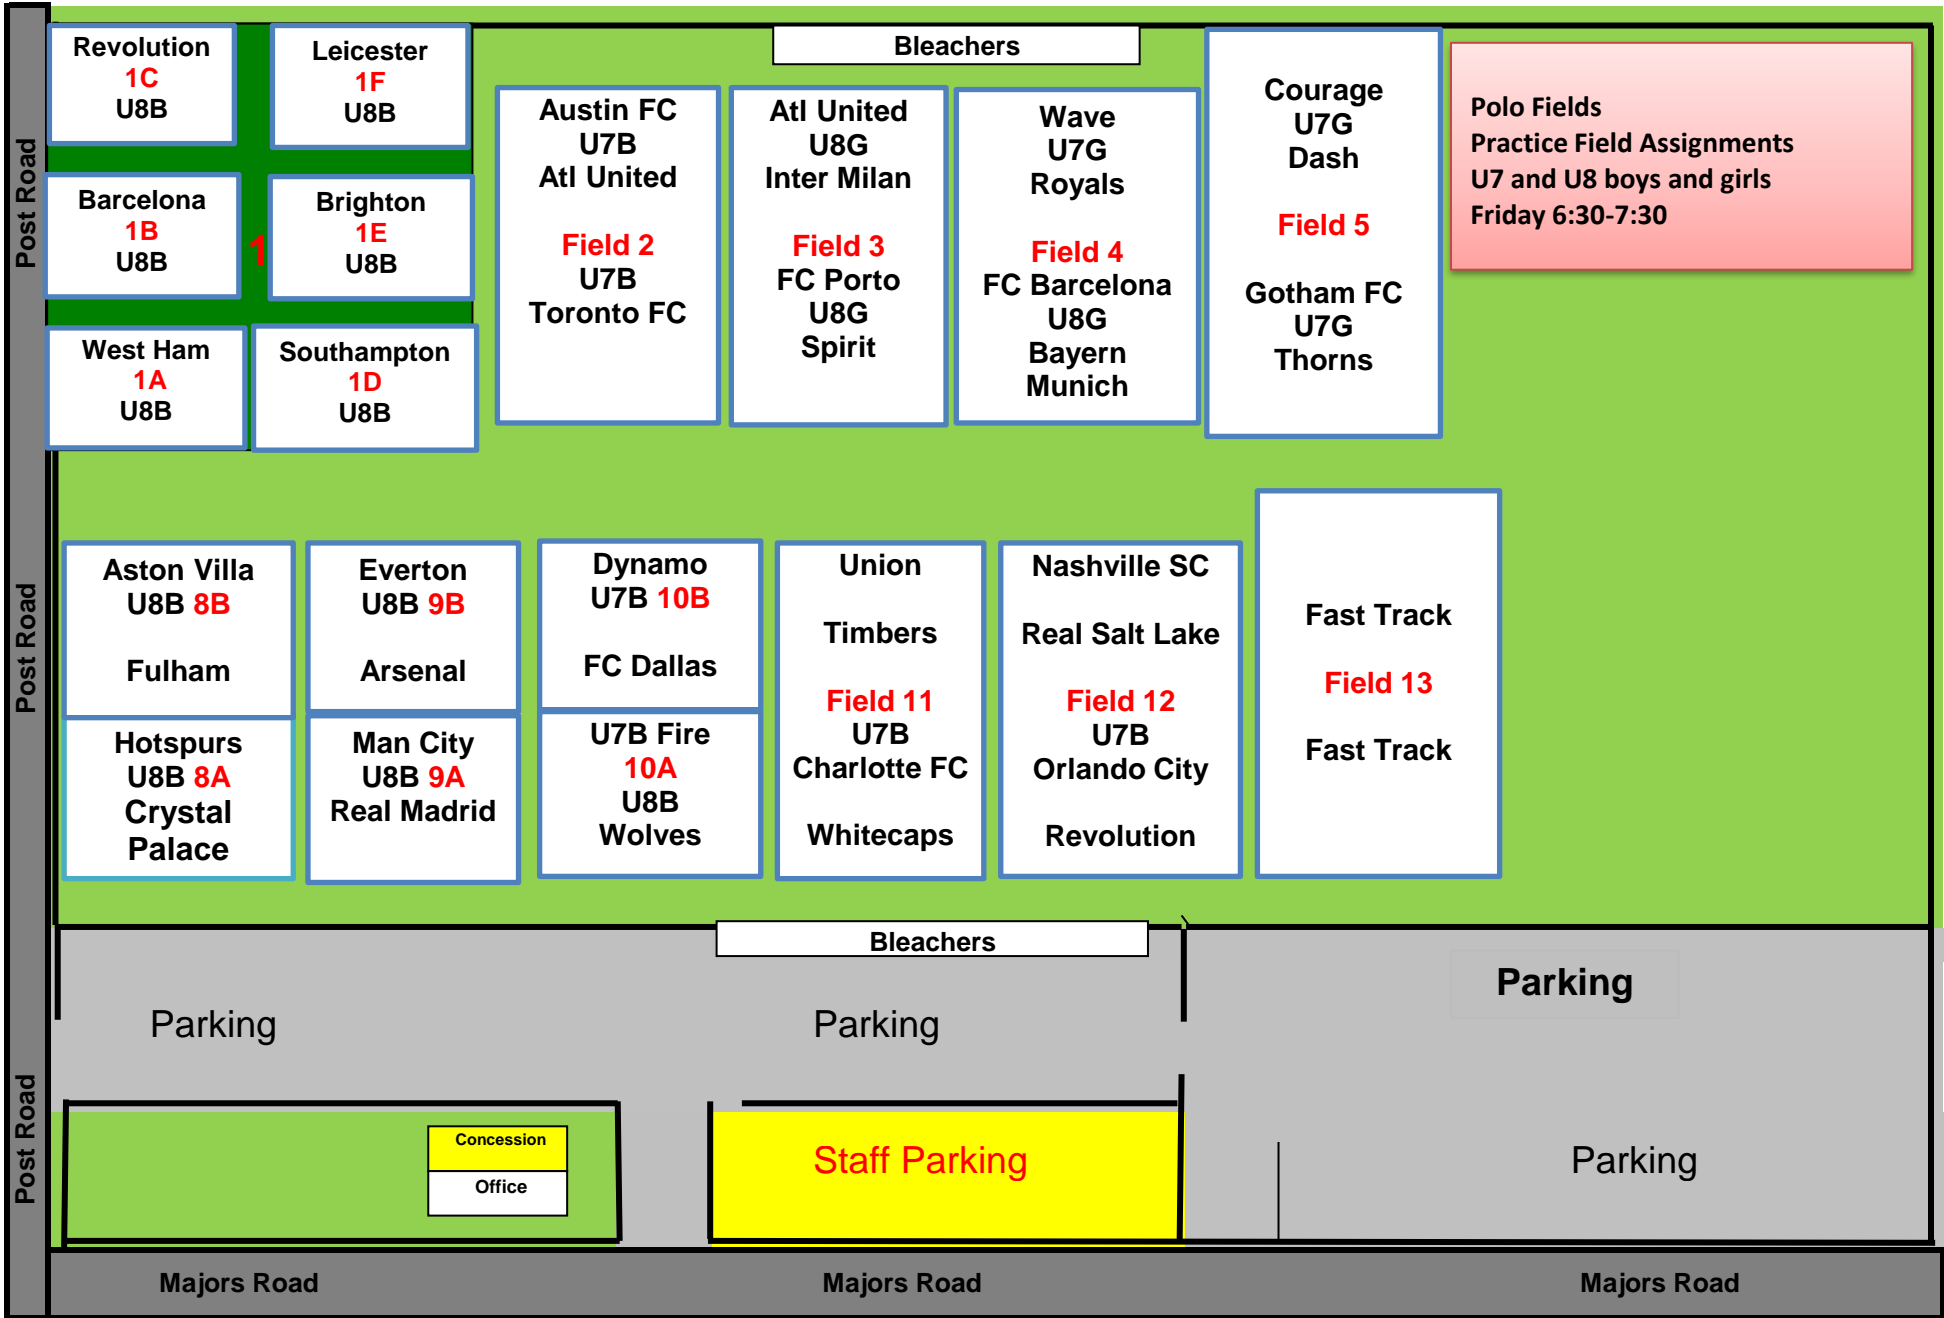 Revolution
1C
U8B
Leicester
1F
U8B
Barcelona
1B
U8B
1
Brighton
1E
U8B
West Ham
1A
U8B
Southampton
1D
U8B
Bleachers
Austin FC
U7B
Atl United
Field 2
U7B
Toronto FC
Atl United
U8G
Inter Milan
Field 3
FC Porto
U8G
Spirit
Wave
U7G
Royals
Field 4
FC Barcelona
U8G
Bayern
Munich
Courage
U7G
Dash
Field 5
Gotham FC
U7G
Thorns
Polo Fields
Practice Field Assignments
U7 and U8 boys and girls
Friday 6:30-7:30
Post Road
Post Road
Post Road
Aston Villa
U8B 8B
Fulham
Hotspurs
U8B 8A
Crystal
Palace
Everton
U8B 9B
Arsenal
Man City
U8B 9A
Real Madrid
Dynamo
U7B 10B
FC Dallas
U7B Fire
10A
U8B
Wolves
Union
Timbers
Field 11
U7B
Charlotte FC
Whitecaps
Nashville SC
Real Salt Lake
Field 12
U7B
Orlando City
Revolution
Fast Track
Field 13
Fast Track
Bleachers
Parking
Parking
Parking
Concession
Office
Staff Parking
Parking
Majors Road
Majors Road
Majors Road